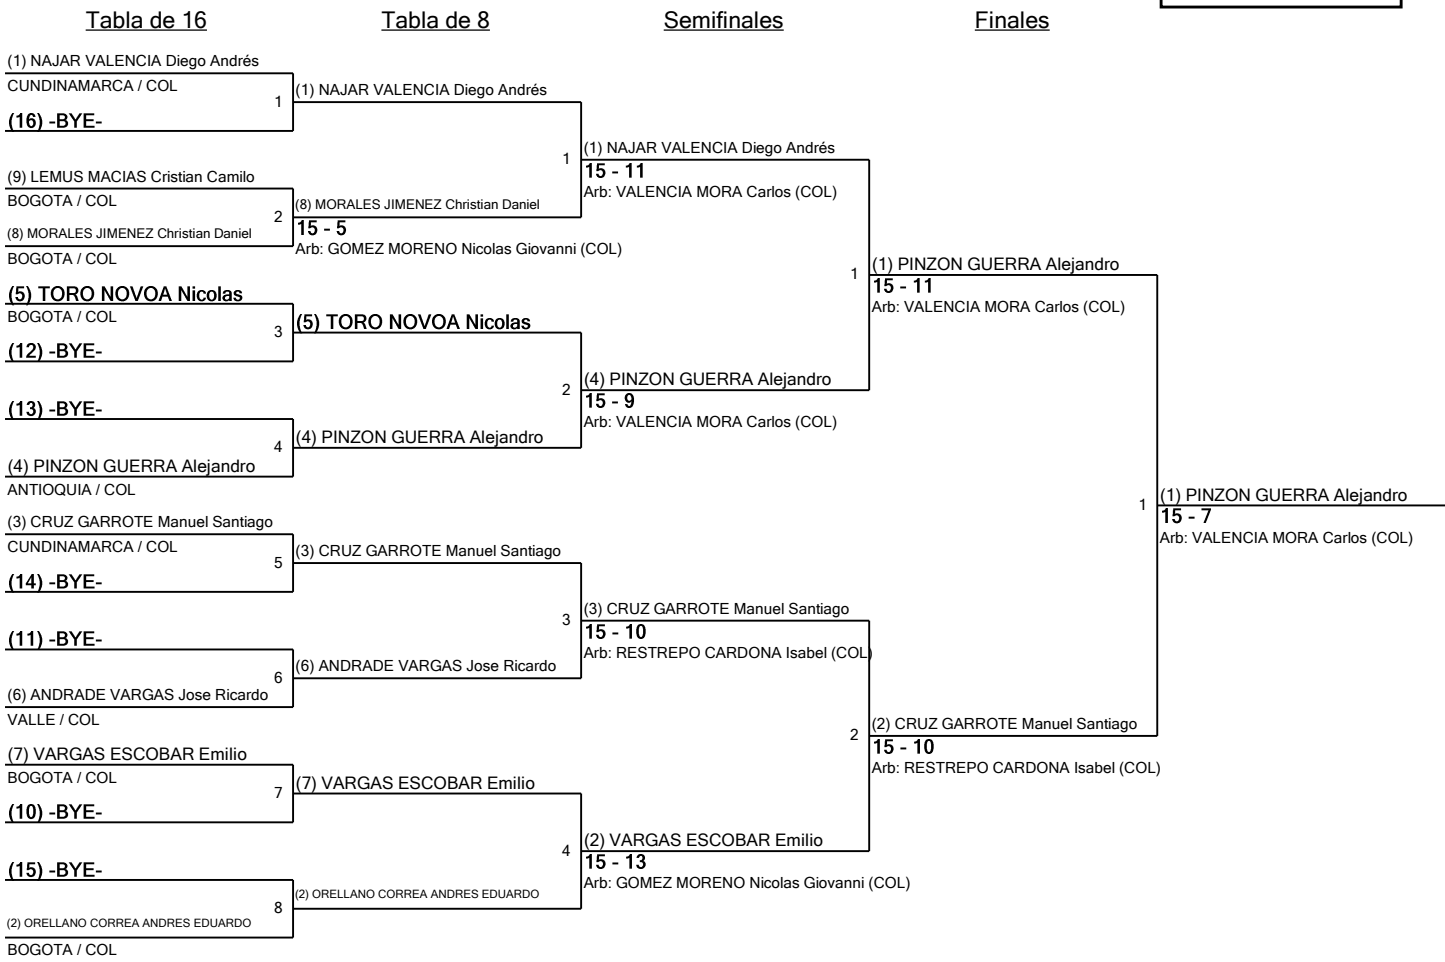 Tabla de 16
Tabla de 8
Semifinales
Finales
(1) NAJAR VALENCIA Diego Andrés
CUNDINAMARCA / COL
1
(16) -BYE-
(9) LEMUS MACIAS Cristian Camilo
BOGOTA / COL
2
(8) MORALES JIMENEZ Christian Daniel
BOGOTA / COL
(5) TORO NOVOA Nicolas
BOGOTA / COL
3
(12) -BYE-
(13) -BYE-
4
(4) PINZON GUERRA Alejandro
ANTIOQUIA / COL
(3) CRUZ GARROTE Manuel Santiago
CUNDINAMARCA / COL
5
(14) -BYE-
(11) -BYE-
6
(6) ANDRADE VARGAS Jose Ricardo
VALLE / COL
(7) VARGAS ESCOBAR Emilio
BOGOTA / COL
7
(10) -BYE-
(15) -BYE-
8
(2) ORELLANO CORREA ANDRES EDUARDO
BOGOTA / COL
(1) NAJAR VALENCIA Diego Andrés
1
(8) MORALES JIMENEZ Christian Daniel
15 - 5
Arb: GOMEZ MORENO Nicolas Giovanni (COL)
(5) TORO NOVOA Nicolas
2
(4) PINZON GUERRA Alejandro
(3) CRUZ GARROTE Manuel Santiago
3
(6) ANDRADE VARGAS Jose Ricardo
(7) VARGAS ESCOBAR Emilio
4
(2) ORELLANO CORREA ANDRES EDUARDO
(1) NAJAR VALENCIA Diego Andrés
15 - 11
Arb: VALENCIA MORA Carlos (COL)
1
(4) PINZON GUERRA Alejandro
15 - 9
Arb: VALENCIA MORA Carlos (COL)
(3) CRUZ GARROTE Manuel Santiago
15 - 10
Arb: RESTREPO CARDONA Isabel (COL)
2
(2) VARGAS ESCOBAR Emilio
15 - 13
Arb: GOMEZ MORENO Nicolas Giovanni (COL)
(1) PINZON GUERRA Alejandro
15 - 11
Arb: VALENCIA MORA Carlos (COL)
1
(2) CRUZ GARROTE Manuel Santiago
15 - 10
Arb: RESTREPO CARDONA Isabel (COL)
(1) PINZON GUERRA Alejandro
15 - 7
Arb: VALENCIA MORA Carlos (COL)